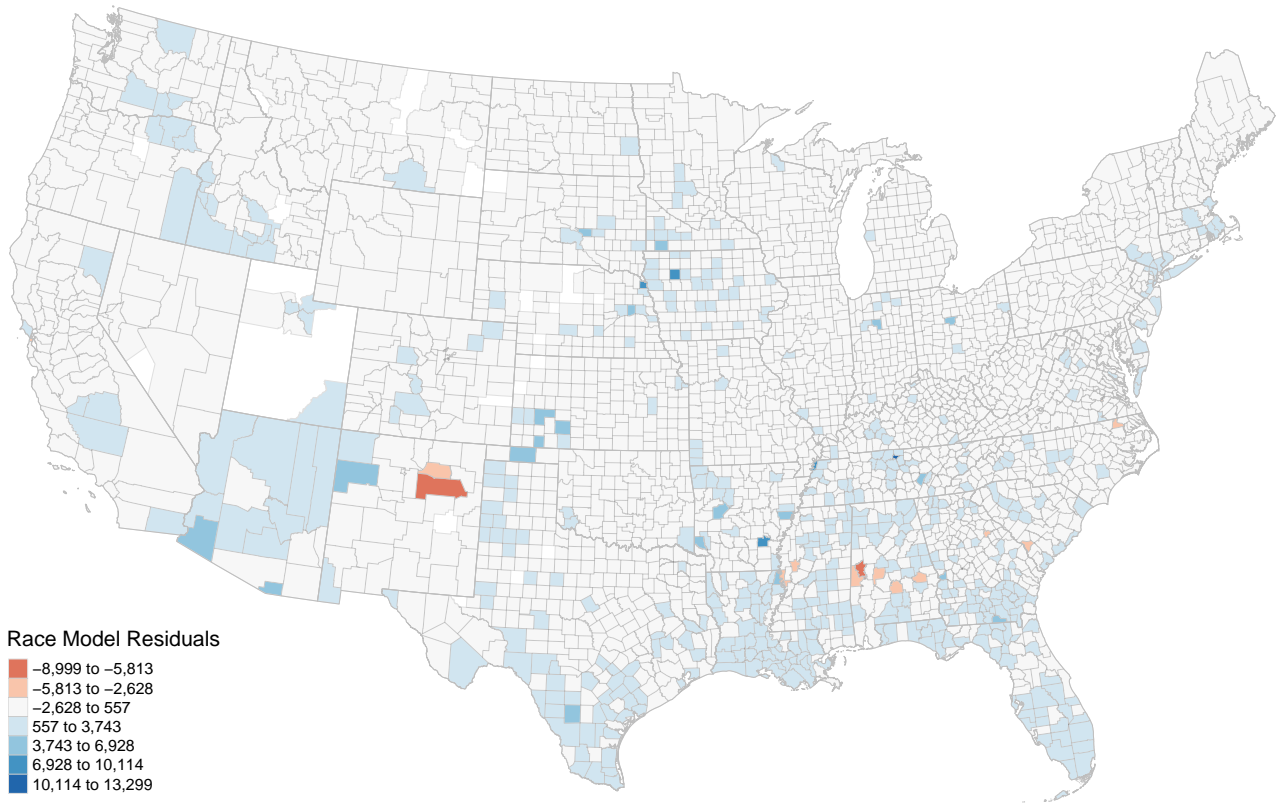 Race Model Residuals
−8,999 to −5,813
−5,813 to −2,628
−2,628 to 557
557 to 3,743
3,743 to 6,928
6,928 to 10,114
10,114 to 13,299